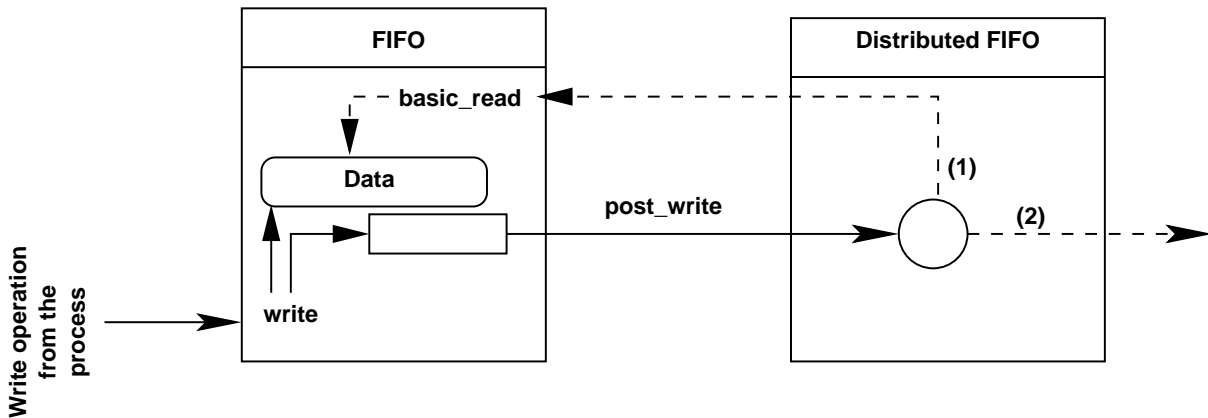 FIFO
Distributed FIFO
basic_read
Data
(1)
post_write
(2)
write
Write operation
from the
process